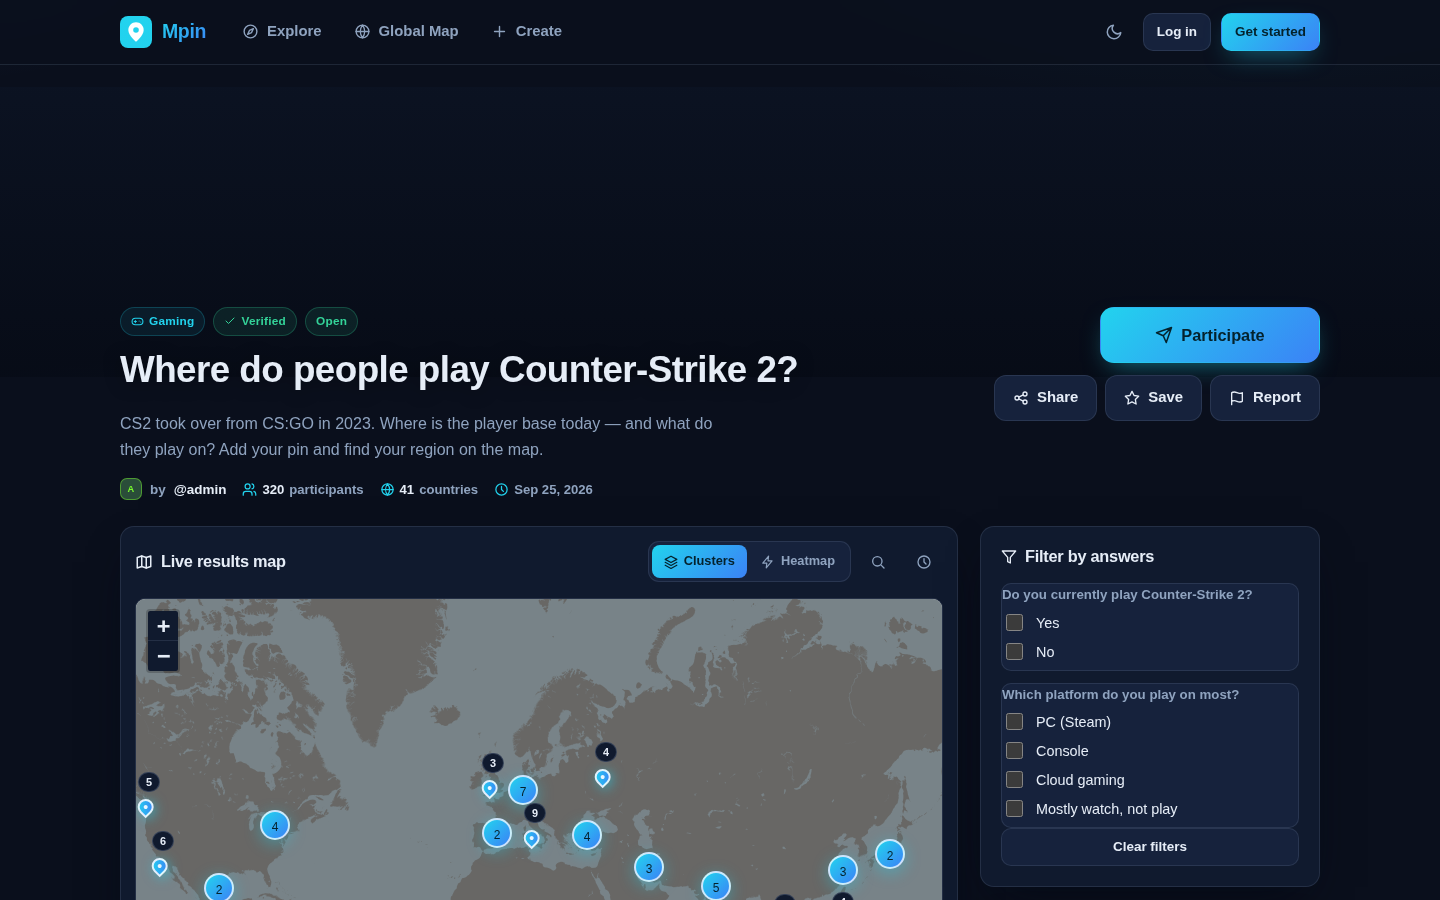 Mpin
Explore
Global Map
Create
Log in
Get started
Gaming
Verified
Open
Where do people play Counter-Strike 2?
Participate
Share
Save
Report
CS2 took over from CS:GO in 2023. Where is the player base today — and what do
they play on? Add your pin and find your region on the map.
A
by @admin
320 participants
41 countries
Sep 25, 2026
Live results map
Clusters
Heatmap
+
−
4
3
7
5
9
4
2
4
6
3
2
3
2
5
Filter by answers
Do you currently play Counter-Strike 2?
Yes
No
Which platform do you play on most?
PC (Steam)
Console
Cloud gaming
Mostly watch, not play
Clear filters